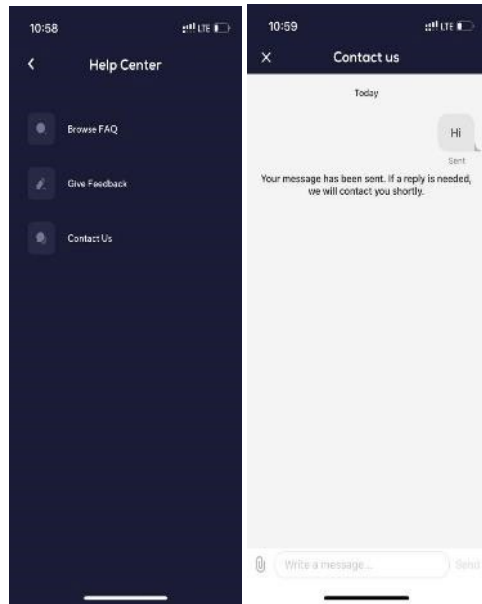 10:58
LTE
Help Center
Browse FAQ
Give Feedback
Contact Us
10:59
LTE
Contact us
Today
Hi
Sent
Your message has been sent. If a reply is needed,
we will contact you shortly.
Write a message...
Send